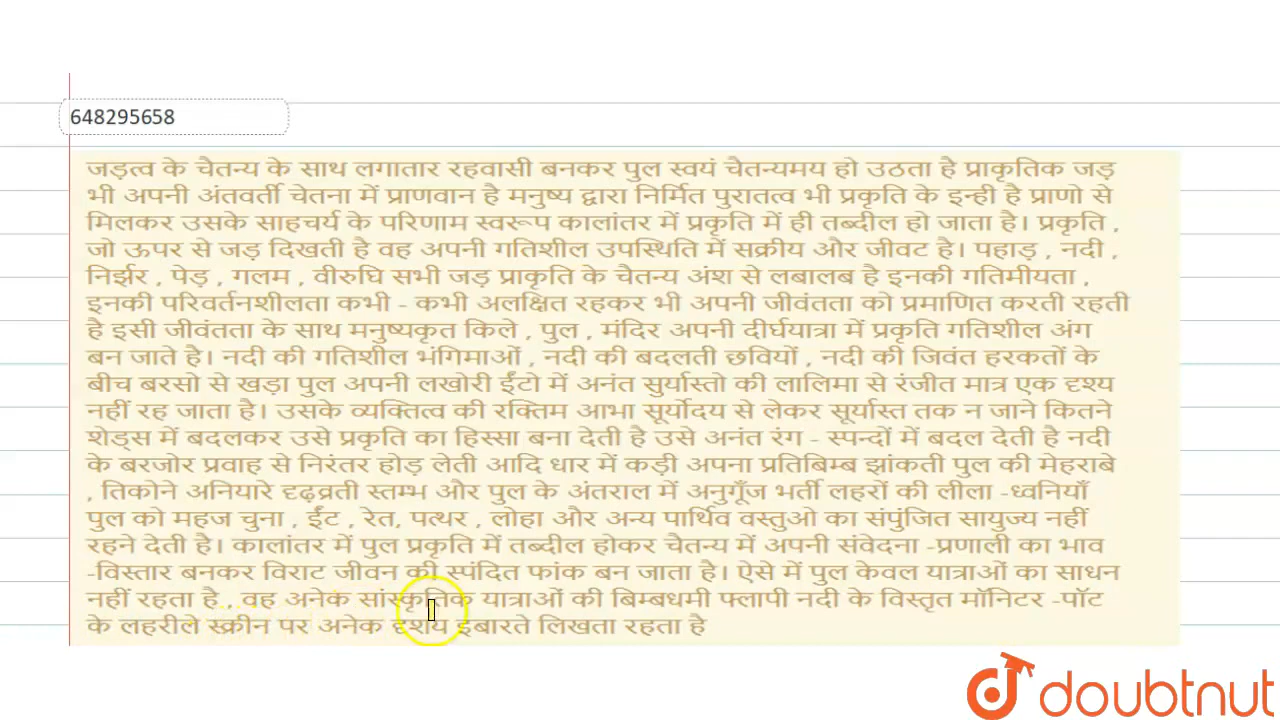 648295658
जड़त्व के चैतन्य के साथ लगातार रहवासी बनकर पुल स्वयं चैतन्यमय हो उठता है प्राकृतिक जड़
भी अपनी अंतवर्ती चेतना में प्राणवान है मनुष्य द्वारा निर्मित पुरातत्व भी प्रकृति के इन्ही है प्राणो से
मिलकर उसके साहचर्य के परिणाम स्वरूप कालांतर में प्रकृति में ही तब्दील हो जाता है। प्रकृति ,
जो ऊपर से जड़ दिखती है वह अपनी गतिशील उपस्थिति में सक्रीय और जीवट है। पहाड़ , नदी ,
निर्झर , पेड़ , गलम , वीरुघि सभी जड़ प्राकृति के चैतन्य अंश से लबालब है इनकी गतिमीयता ,
इनकी परिवर्तनशीलता कभी - कभी अलक्षित रहकर भी अपनी जीवंतता को प्रमाणित करती रहती
है इसी जीवंतता के साथ मनुष्यकृत किले , पुल , मंदिर अपनी दीर्घयात्रा में प्रकृति गतिशील अंग
बन जाते है। नदी की गतिशील भंगिमाओं , नदी की बदलती छवियों , नदी की जिवंत हरकतों के
बीच बरसो से खड़ा पुल अपनी लखोरी ईंटो में अनंत सुर्यास्तो की लालिमा से रंजीत मात्र एक दृश्य
नहीं रह जाता है। उसके व्यक्तित्व की रक्तिम आभा सूर्योदय से लेकर सूर्यास्त तक न जाने कितने
शेड्स में बदलकर उसे प्रकृति का हिस्सा बना देती है उसे अनंत रंग - स्पन्दों में बदल देती है नदी
के बरजोर प्रवाह से निरंतर होड़ लेती आदि धार में कड़ी अपना प्रतिबिम्ब झांकती पुल की मेहराबे
, तिकोने अनियारे दृढ़व्रती स्तम्भ और पुल के अंतराल में अनुगूँज भर्ती लहरों की लीला -ध्वनियाँ
पुल को महज चुना , ईंट , रेत, पत्थर , लोहा और अन्य पार्थिव वस्तुओ का संपुंजित सायुज्य नहीं
रहने देती है। कालांतर में पुल प्रकृति में तब्दील होकर चैतन्य में अपनी संवेदना -प्रणाली का भाव
-विस्तार बनकर विराट जीवन की स्पंदित फांक बन जाता है। ऐसे में पुल केवल यात्राओं का साधन
नहीं रहता है , वह अनेक सांस्कृतिक यात्राओं की बिम्बधमी फ्लापी नदी के विस्तृत मॉनिटर -पॉट
के लहरीले स्क्रीन पर अनेक दृशय इबारते लिखता रहता है
doubtnut